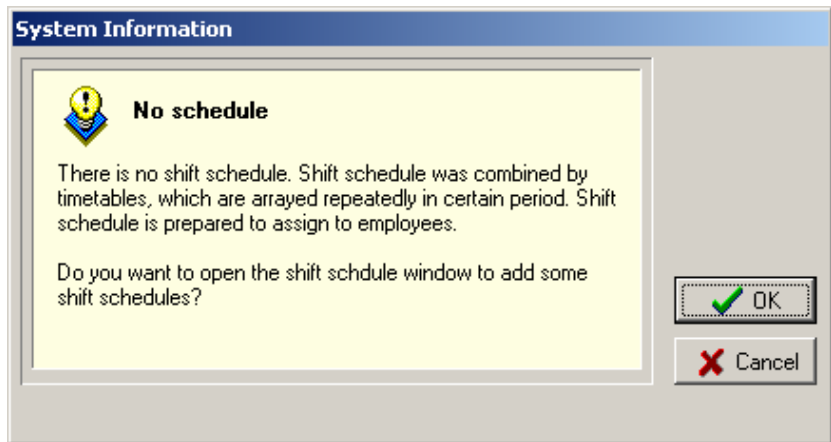 System Information
No schedule
There is no shift schedule. Shift schedule was combined by
timetables, which are arrayed repeatedly in certain period. Shift
schedule is prepared to assign to employees.
Do you want to open the shift schdule window to add some
shift schedules?
OK
Cancel